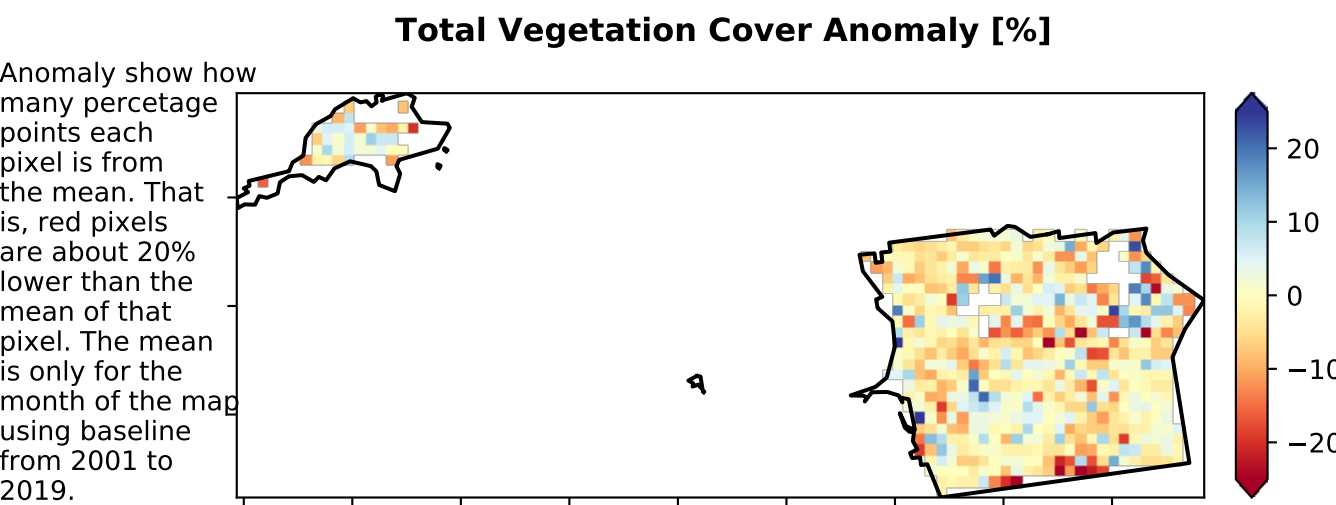 Total Vegetation Cover Anomaly [%]
Anomaly show how
many percetage
points each
pixel is from
the mean. That
is, red pixels
are about 20%
lower than the
mean of that
pixel. The mean
is only for the
month of the map
using baseline
from 2001 to
2019.
20
10
0
−10
−20